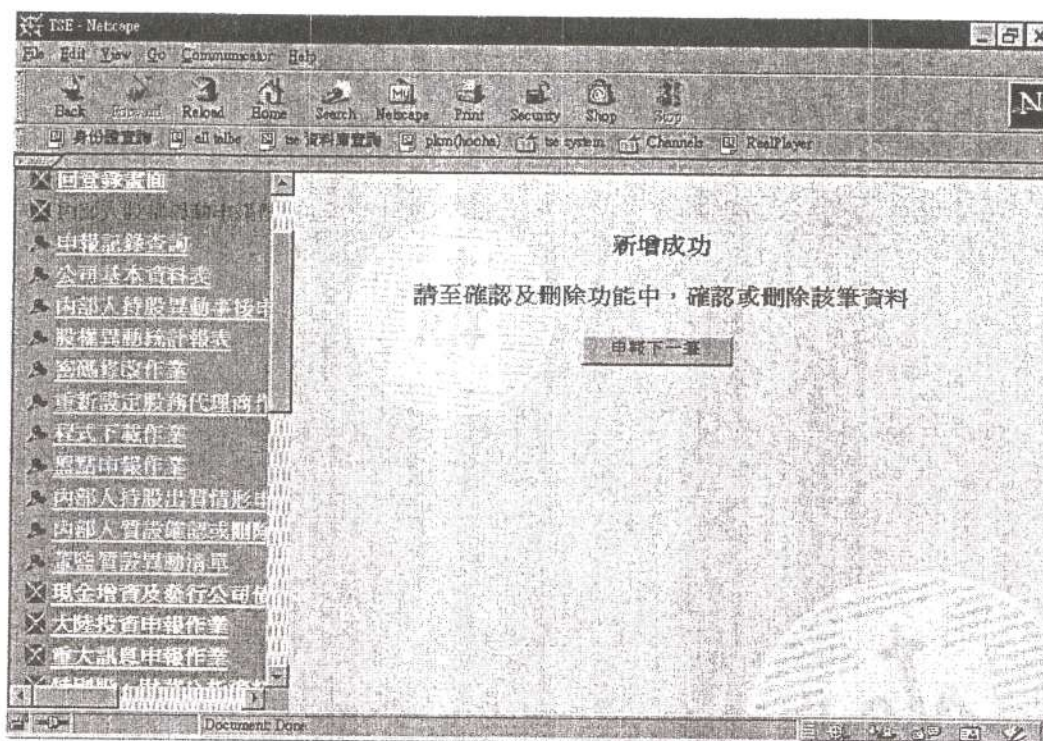 TSE - Netscape
File Edit View Go Communicator Help
Back Forward Reload Home Search Netscape Print Security Shop Stop
身份證查詢 all talbe tse 資料庫查詢 pkm(hocha) tse system Channels RealPlayer
回登錄畫面
申報記錄查詢
公司基本資料表
內部人持股異動事後申
股權異動統計報表
密碼修改作業
重新設定股務代理商作
程式下載作業
盤點申報作業
內部人持股出質情形申
內部人質設確認或刪除
董監質設異動清單
現金增資及發行公司債
大陸投資申報作業
重大訊息申報作業
新增成功
請至確認及刪除功能中,確認或刪除該筆資料
申報下一筆
Document: Done